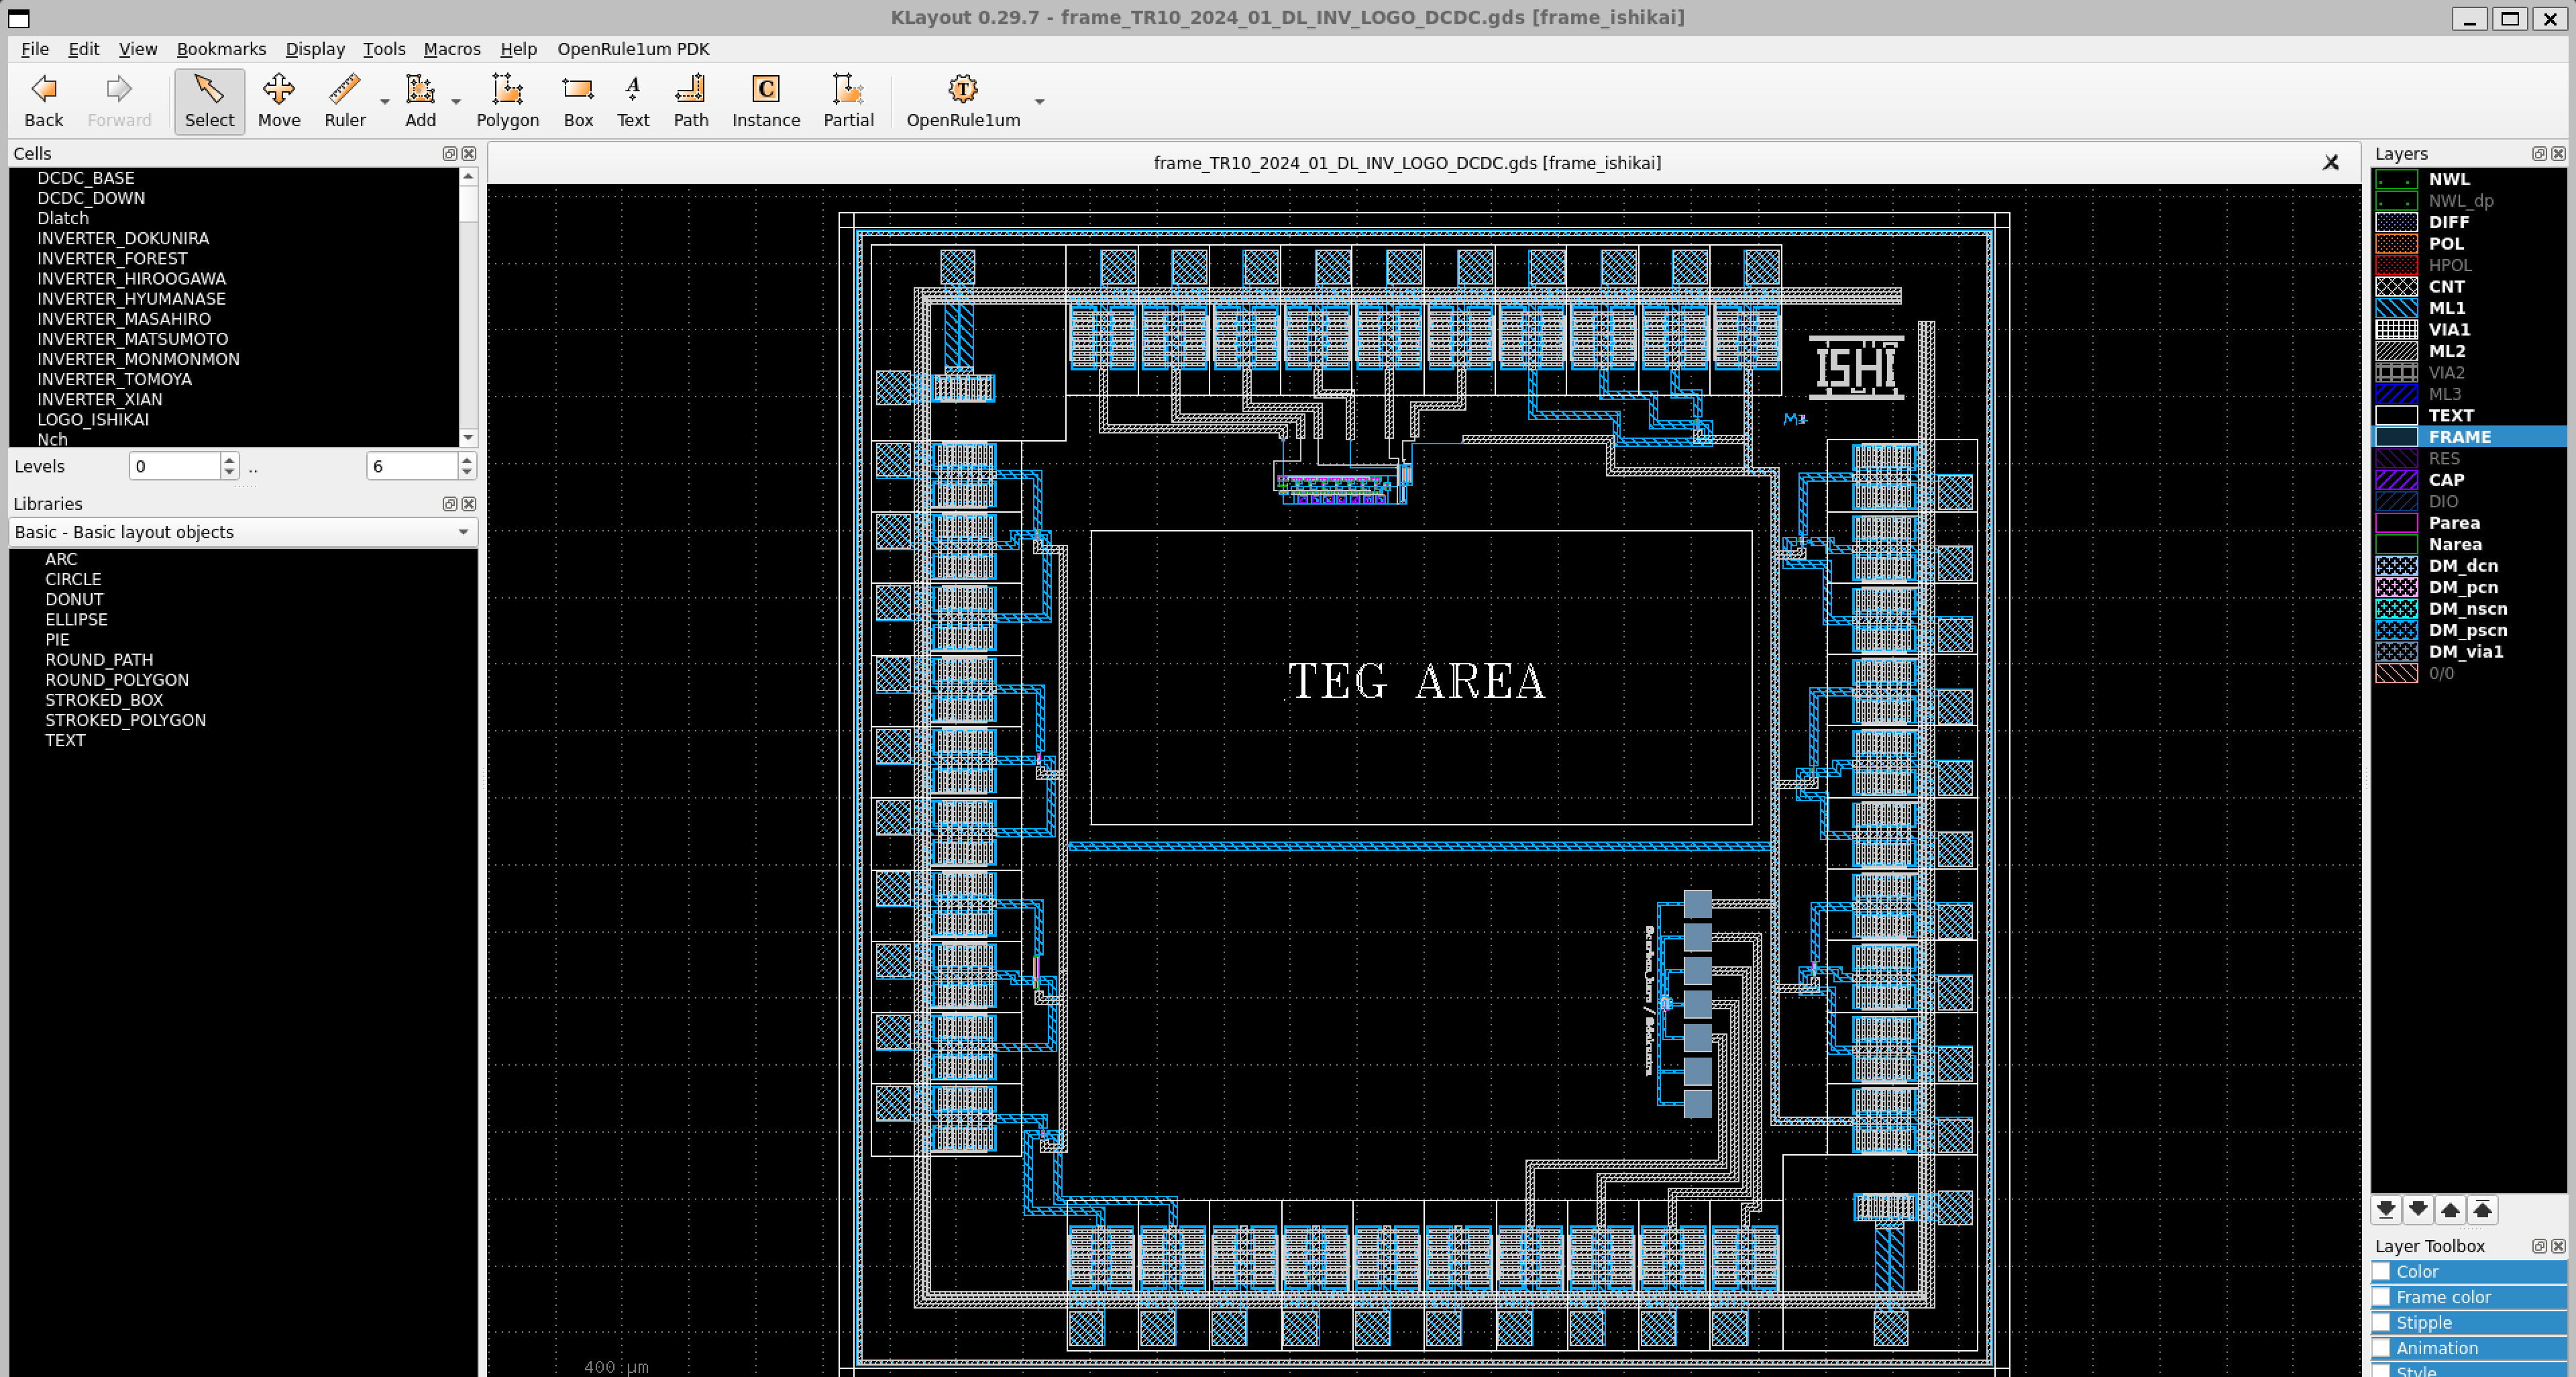 KLayout 0.29.7 - frame_TR10_2024_01_DL_INV_LOGO_DCDC.gds [frame_ishikai]
File Edit View Bookmarks Display Tools Macros Help OpenRule1um PDK
Back Forward Select Move Ruler Add Polygon Box Text Path Instance Partial OpenRule1um
Cells
DCDC_BASE
DCDC_DOWN
Dlatch
INVERTER_DOKUNIRA
INVERTER_FOREST
INVERTER_HIROOGAWA
INVERTER_HYUMANASE
INVERTER_MASAHIRO
INVERTER_MATSUMOTO
INVERTER_MONMONMON
INVERTER_TOMOYA
INVERTER_XIAN
LOGO_ISHIKAI
Nch
Levels 0 .. 6
Libraries
Basic - Basic layout objects
ARC
CIRCLE
DONUT
ELLIPSE
PIE
ROUND_PATH
ROUND_POLYGON
STROKED_BOX
STROKED_POLYGON
TEXT
frame_TR10_2024_01_DL_INV_LOGO_DCDC.gds [frame_ishikai]
ISHI
TEG AREA
400 µm
Layers
NWL
NWL_dp
DIFF
POL
HPOL
CNT
ML1
VIA1
ML2
VIA2
ML3
TEXT
FRAME
RES
CAP
DIO
Parea
Narea
DM_dcn
DM_pcn
DM_nscn
DM_pscn
DM_via1
0/0
Layer Toolbox
Color
Frame color
Stipple
Animation
Style